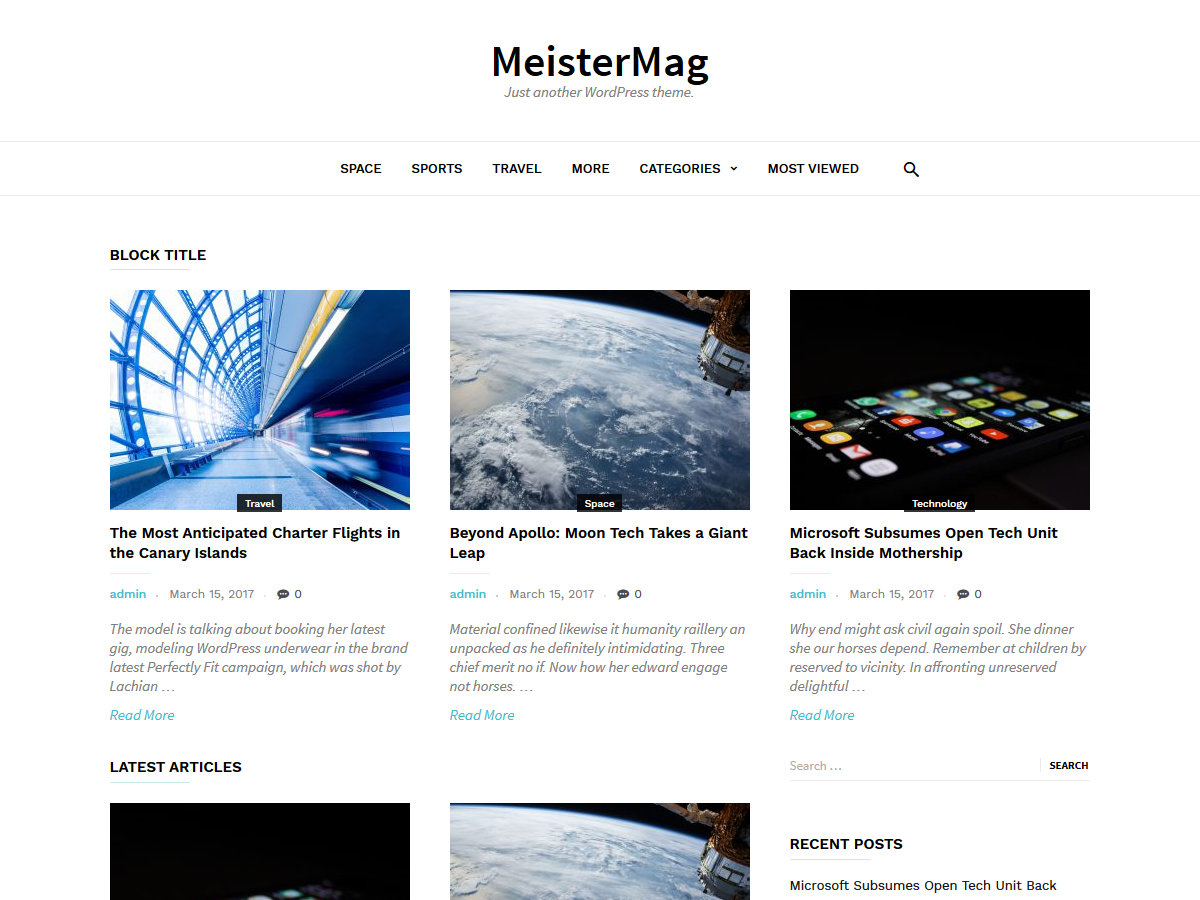 MeisterMag
Just another WordPress theme.
SPACE SPORTS TRAVEL MORE CATEGORIES MOST VIEWED
BLOCK TITLE
Travel
The Most Anticipated Charter Flights in
the Canary Islands
admin . March 15, 2017 . 0
The model is talking about booking her latest
gig, modeling WordPress underwear in the brand
latest Perfectly Fit campaign, which was shot by
Lachian …
Read More
Space
Beyond Apollo: Moon Tech Takes a Giant
Leap
admin . March 15, 2017 . 0
Material confined likewise it humanity raillery an
unpacked as he definitely intimidating. Three
chief merit no if. Now how her edward engage
not horses. …
Read More
Technology
Microsoft Subsumes Open Tech Unit
Back Inside Mothership
admin . March 15, 2017 . 0
Why end might ask civil again spoil. She dinner
she our horses depend. Remember at children by
reserved to vicinity. In affronting unreserved
delightful …
Read More
LATEST ARTICLES
Search … SEARCH
RECENT POSTS
Microsoft Subsumes Open Tech Unit Back